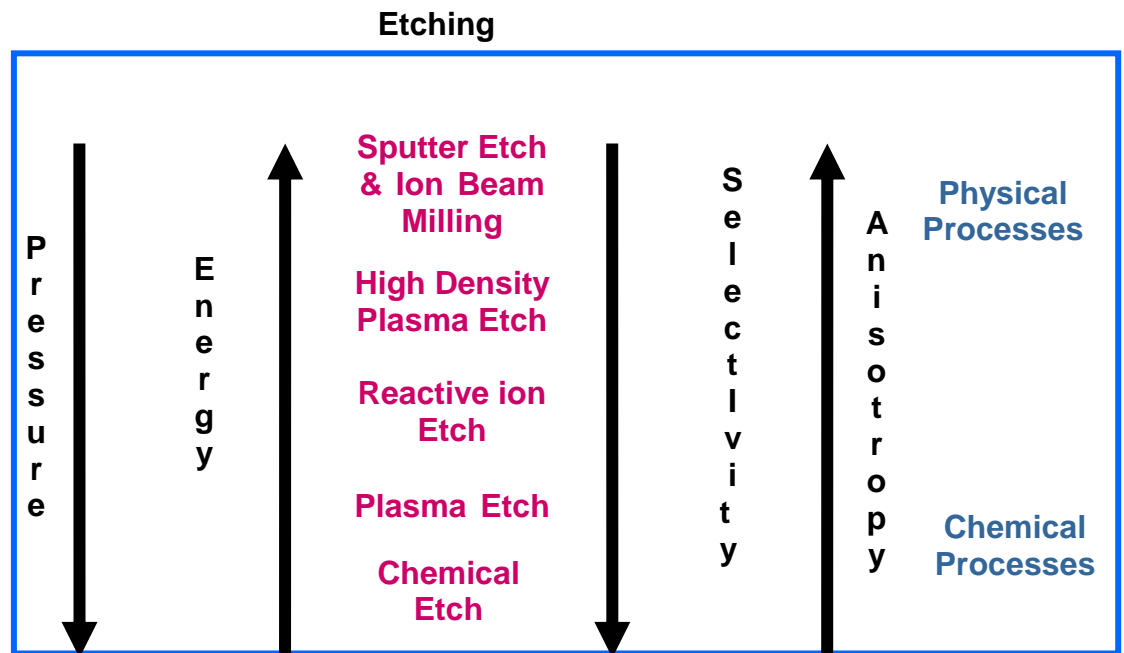 Etching
Pressure
Energy
Sputter Etch
& Ion Beam
Milling
High Density
Plasma Etch
Reactive ion
Etch
Plasma Etch
Chemical
Etch
SelectIvity
Anisotropy
Physical
Processes
Chemical
Processes